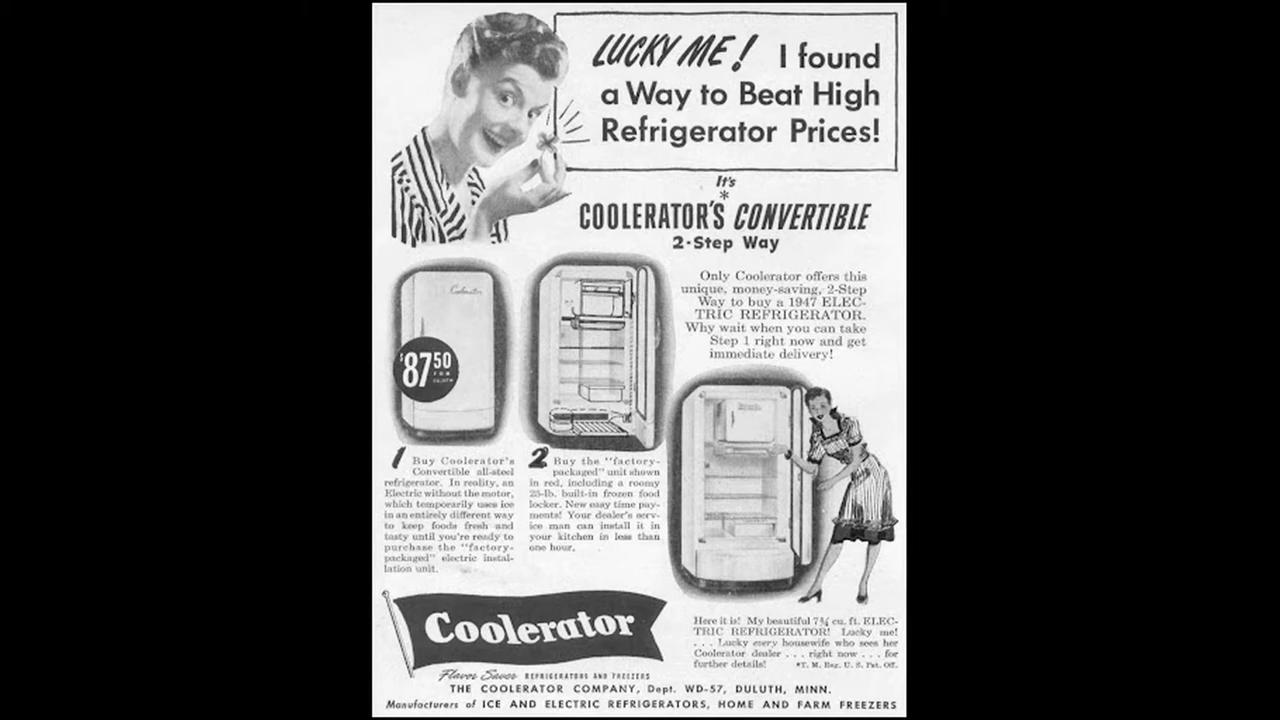 LUCKY ME! I found
a Way to Beat High
Refrigerator Prices!
It's
*
COOLERATOR'S CONVERTIBLE
2-Step Way
Only Coolerator offers this
unique, money-saving, 2-Step
Way to buy a 1947 ELEC-
TRIC REFRIGERATOR.
Why wait when you can take
Step 1 right now and get
immediate delivery!
Coolerator
$87.50
1 Buy Coolerator's
Convertible all-steel
refrigerator. In reality, an
Electric without the motor,
which temporarily uses ice
in an entirely different way
to keep foods fresh and
tasty until you're ready to
purchase the "factory-
packaged" electric instal-
lation unit.
2 Buy the "factory-
packaged" unit shown
in red, including a roomy
25-lb. built-in frozen food
locker. New easy time pay-
ments! Your dealer's serv-
ice man can install it in
your kitchen in less than
one hour.
Here it is! My beautiful 7¾ cu. ft. ELEC-
TRIC REFRIGERATOR! Lucky me!
. . . Lucky every housewife who sees her
Coolerator dealer . . . right now . . . for
further details! *T. M. Reg. U. S. Pat. Off.
Coolerator
Flavor Saver REFRIGERATORS AND FREEZERS
THE COOLERATOR COMPANY, Dept. WD-57, DULUTH, MINN.
Manufacturers of ICE AND ELECTRIC REFRIGERATORS, HOME AND FARM FREEZERS